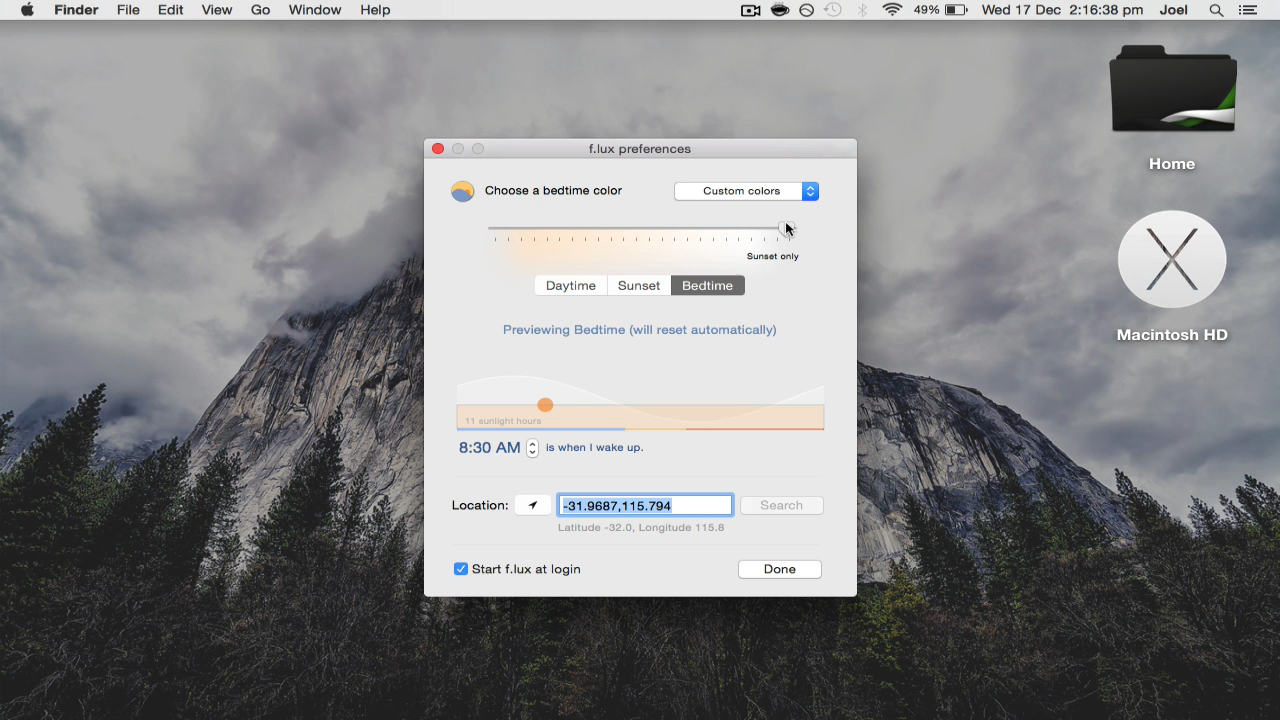 Finder File Edit View Go Window Help 49% Wed 17 Dec 2:16:38 pm Joel
Home
Macintosh HD
f.lux preferences
Choose a bedtime color
Custom colors
Sunset only
Daytime Sunset Bedtime
Previewing Bedtime (will reset automatically)
11 sunlight hours
8:30 AM is when I wake up.
Location: -31.9687,115.794 Search
Latitude -32.0, Longitude 115.8
Start f.lux at login Done